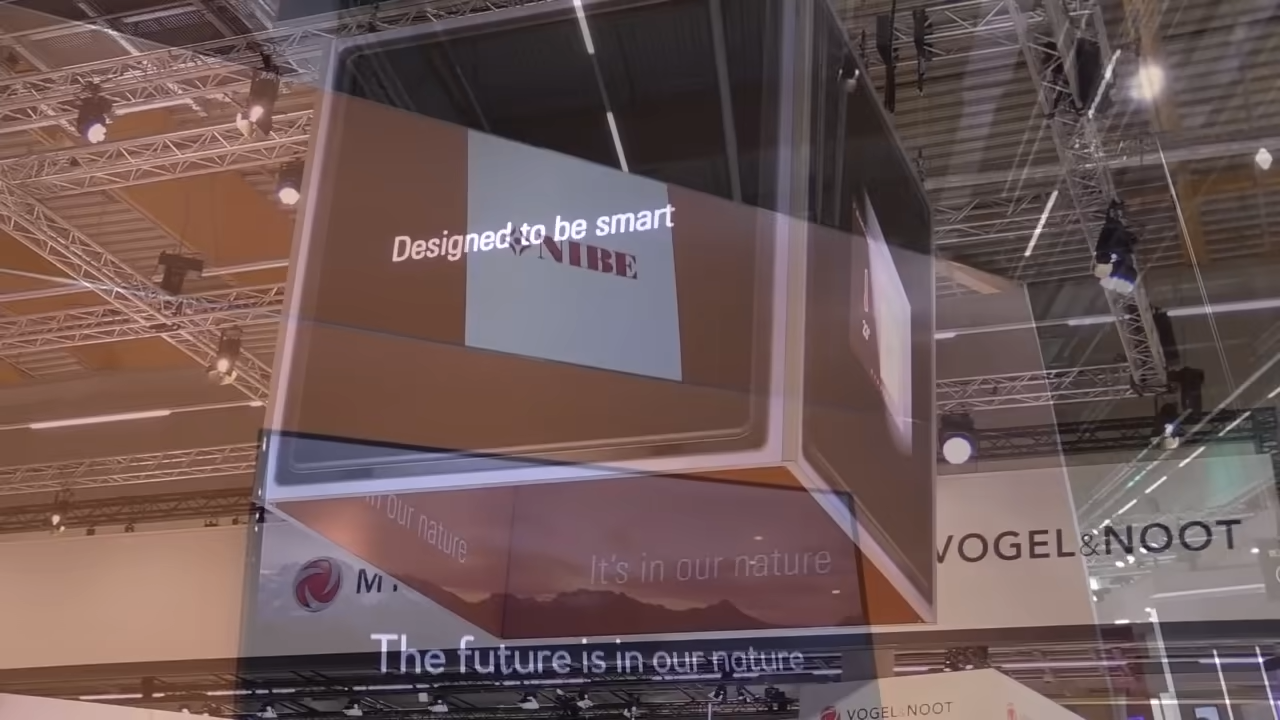 Designed to be smart
NIBE
VOGEL&NOOT
in our nature
It's in our nature
The future is in our nature
VOGEL&NOOT